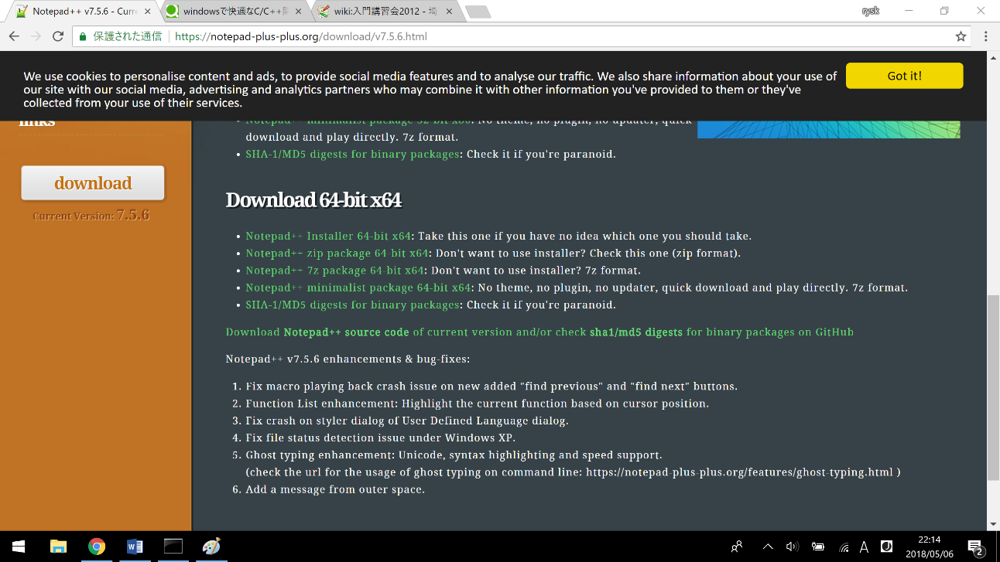 Notepad++ v7.5.6 - Curre
windowsで快適なC/C++開
wiki:入門講習会2012 - 埼
rysk
保護された通信
https://notepad-plus-plus.org/download/v7.5.6.html
We use cookies to personalise content and ads, to provide social media features and to analyse our traffic. We also share information about your use of
our site with our social media, advertising and analytics partners who may combine it with other information you've provided to them or they've
collected from your use of their services.
Got it!
links
download
Current Version: 7.5.6
Notepad++ minimalist package 32-bit x86: No theme, no plugin, no updater, quick
download and play directly. 7z format.
• SHA-1/MD5 digests for binary packages: Check it if you're paranoid.
Download 64-bit x64
• Notepad++ Installer 64-bit x64: Take this one if you have no idea which one you should take.
• Notepad++ zip package 64-bit x64: Don't want to use installer? Check this one (zip format).
• Notepad++ 7z package 64-bit x64: Don't want to use installer? 7z format.
• Notepad++ minimalist package 64-bit x64: No theme, no plugin, no updater, quick download and play directly. 7z format.
• SHA-1/MD5 digests for binary packages: Check it if you're paranoid.
Download Notepad++ source code of current version and/or check sha1/md5 digests for binary packages on GitHub
Notepad++ v7.5.6 enhancements & bug-fixes:
1. Fix macro playing back crash issue on new added "find previous" and "find next" buttons.
2. Function List enhancement: Highlight the current function based on cursor position.
3. Fix crash on styler dialog of User Defined Language dialog.
4. Fix file status detection issue under Windows XP.
5. Ghost typing enhancement: Unicode, syntax highlighting and speed support.
(check the url for the usage of ghost typing on command line: https://notepad-plus-plus.org/features/ghost-typing.html )
6. Add a message from outer space.
A
22:14
2018/05/06
2